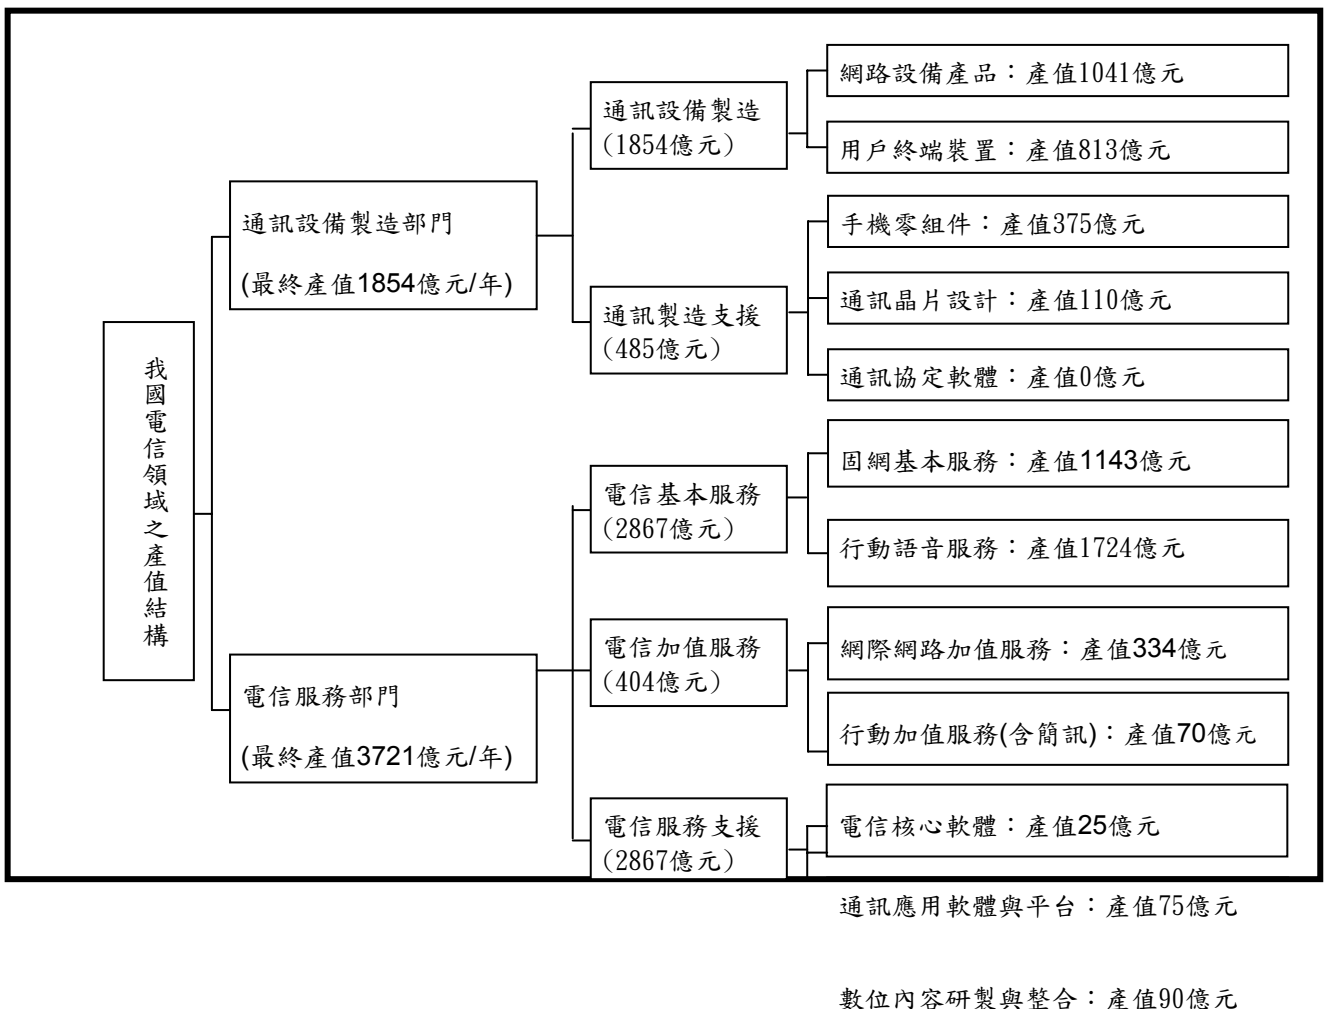 我國電信領域之產值結構
通訊設備製造部門
(最終產值1854億元/年)
通訊設備製造
(1854億元)
網路設備產品：產值1041億元
用戶終端裝置：產值813億元
通訊製造支援
(485億元)
手機零組件：產值375億元
通訊晶片設計：產值110億元
通訊協定軟體：產值0億元
電信服務部門
(最終產值3721億元/年)
電信基本服務
(2867億元)
固網基本服務：產值1143億元
行動語音服務：產值1724億元
電信加值服務
(404億元)
網際網路加值服務：產值334億元
行動加值服務(含簡訊)：產值70億元
電信服務支援
(2867億元)
電信核心軟體：產值25億元
通訊應用軟體與平台：產值75億元
數位內容研製與整合：產值90億元